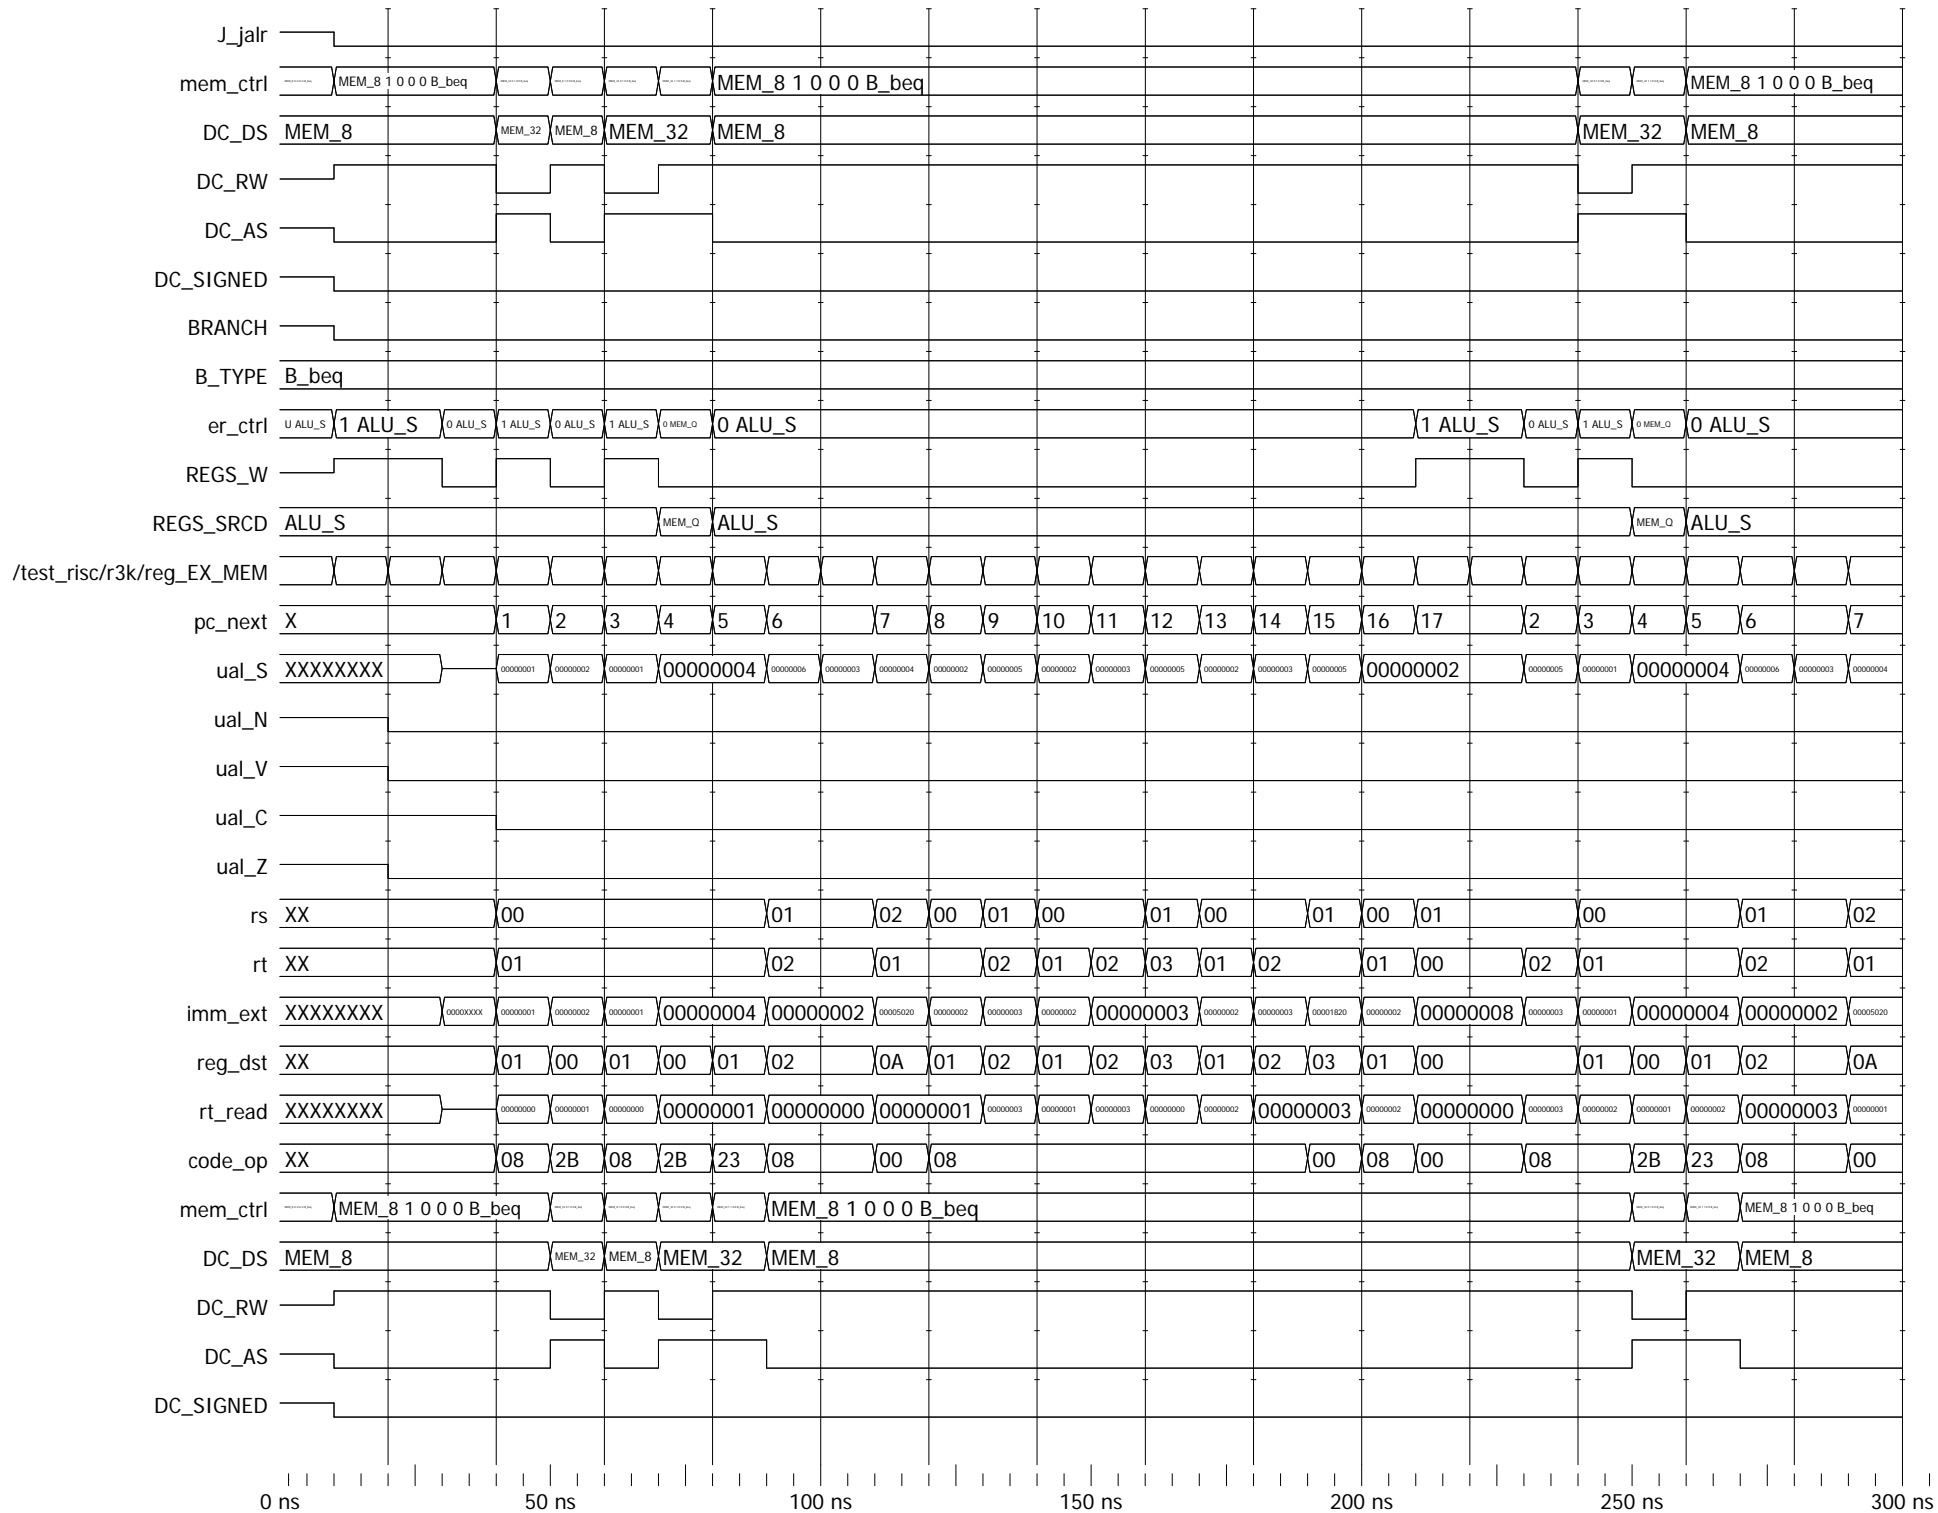 J_jalr
mem_ctrl MEM_8 1 0 0 0 B_beq MEM_8 1 0 0 0 B_beq MEM_8 1 0 0 0 B_beq
DC_DS MEM_8 MEM_32 MEM_8 MEM_32 MEM_8 MEM_32 MEM_8
DC_RW
DC_AS
DC_SIGNED
BRANCH
B_TYPE B_beq
er_ctrl U ALU_S 1 ALU_S 0 ALU_S 1 ALU_S 0 ALU_S 1 ALU_S 0 MEM_Q 0 ALU_S 1 ALU_S 0 ALU_S 1 ALU_S 0 MEM_Q 0 ALU_S
REGS_W
REGS_SRCD ALU_S MEM_Q ALU_S MEM_Q ALU_S
/test_risc/r3k/reg_EX_MEM
pc_next X 1 2 3 4 5 6 7 8 9 10 11 12 13 14 15 16 17 2 3 4 5 6 7
ual_S XXXXXXXX 00000001 00000002 00000001 00000004 00000006 00000003 00000004 00000002 00000005 00000002 00000003 00000005 00000002 00000003 00000005 00000002 00000005 00000001 00000004 00000006 00000003 00000004
ual_N
ual_V
ual_C
ual_Z
rs XX 00 01 02 00 01 00 01 00 01 00 01 00 01 02
rt XX 01 02 01 02 01 02 03 01 02 01 00 02 01 02 01
imm_ext XXXXXXXX 0000XXXX 00000001 00000002 00000001 00000004 00000002 00005020 00000002 00000003 00000002 00000003 00000002 00000003 00001820 00000002 00000008 00000003 00000001 00000004 00000002 00005020
reg_dst XX 01 00 01 00 01 02 0A 01 02 01 02 03 01 02 03 01 00 01 00 01 02 0A
rt_read XXXXXXXX 00000000 00000001 00000000 00000001 00000000 00000001 00000003 00000001 00000003 00000000 00000002 00000003 00000002 00000000 00000003 00000002 00000001 00000002 00000003 00000001
code_op XX 08 2B 08 2B 23 08 00 08 00 08 00 08 2B 23 08 00
mem_ctrl MEM_8 1 0 0 0 B_beq MEM_8 1 0 0 0 B_beq MEM_8 1 0 0 0 B_beq
DC_DS MEM_8 MEM_32 MEM_8 MEM_32 MEM_8 MEM_32 MEM_8
DC_RW
DC_AS
DC_SIGNED
0 ns 50 ns 100 ns 150 ns 200 ns 250 ns 300 ns